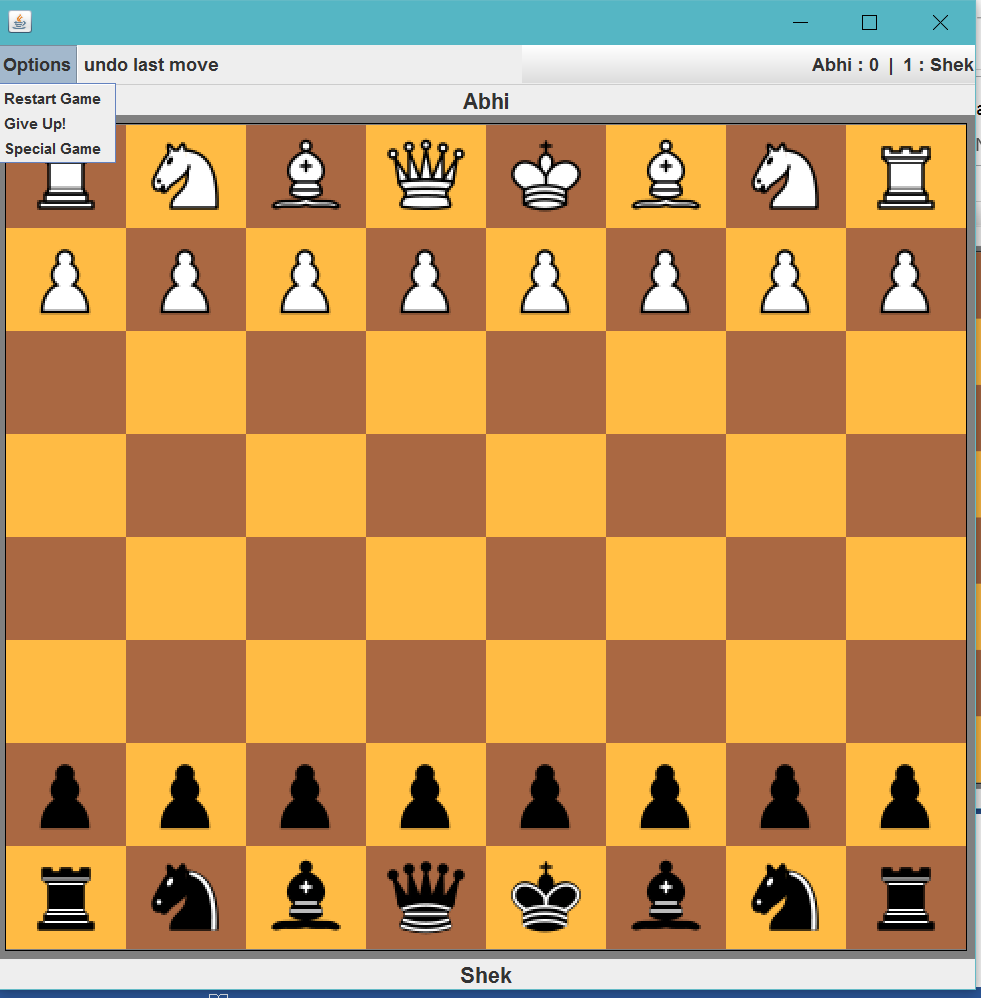 Options undo last move Abhi : 0 | 1 : Shek
Restart Game
Give Up!
Special Game
Abhi
Shek